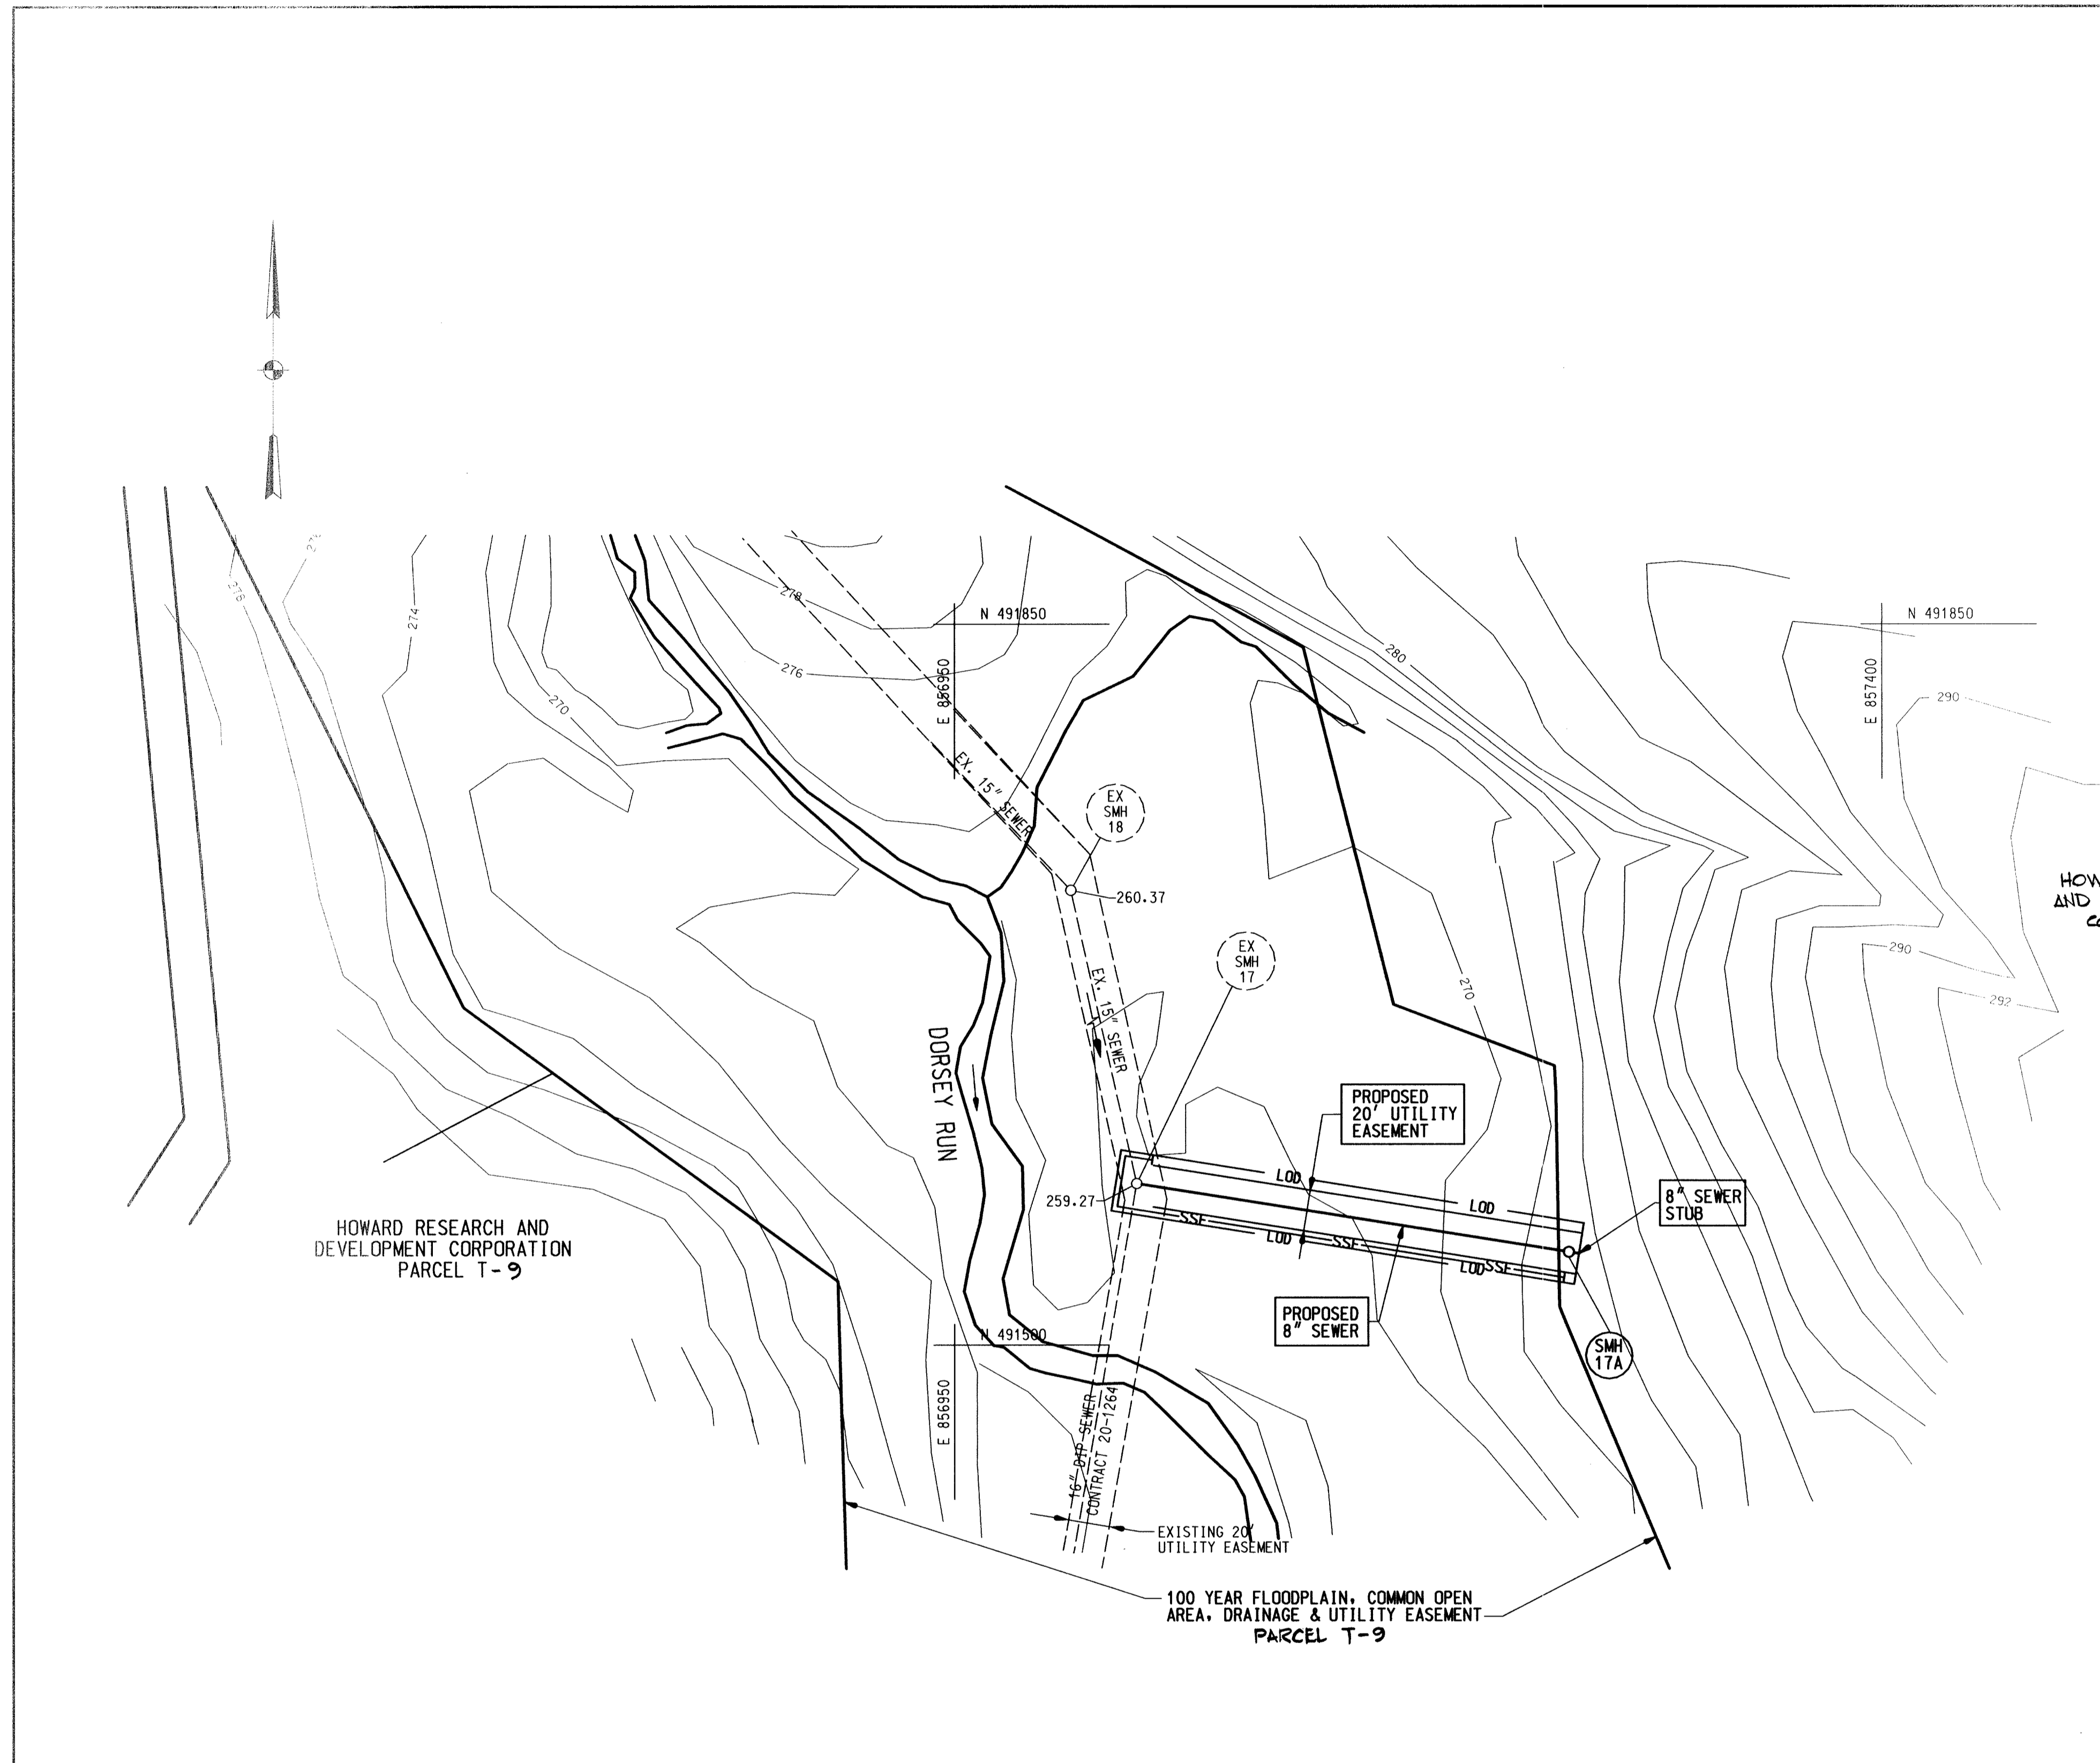 278
274
270
278
276
N 491850
E 856950
280
N 491850
E 857400
290
EX. 15" SEWER
EX
SMH
18
260.37
EX
SMH
17
EX. 15" SEWER
270
290
292
HOW
AND
DORSEY RUN
PROPOSED
20' UTILITY
EASEMENT
LOD
LOD
8" SEWER
STUB
259.27
SSF
LOD
SSF
LOD
SSF
HOWARD RESEARCH AND
DEVELOPMENT CORPORATION
PARCEL T-9
PROPOSED
8" SEWER
SMH
17A
N 491500
E 856950
16" DIP SEWER
CONTRACT 20-1264
EXISTING 20'
UTILITY EASEMENT
100 YEAR FLOODPLAIN, COMMON OPEN
AREA, DRAINAGE & UTILITY EASEMENT
PARCEL T-9